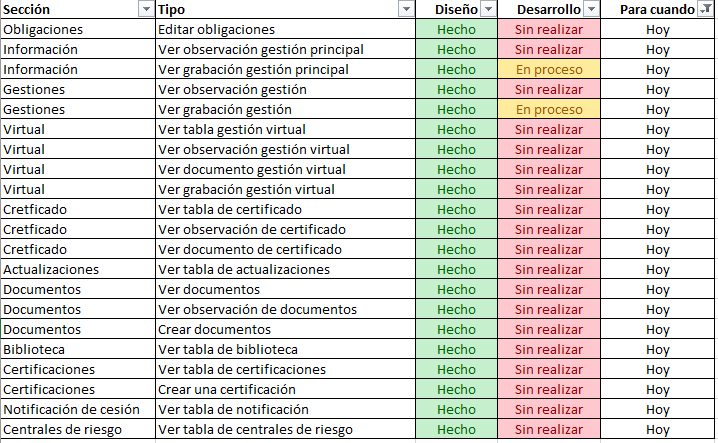 Sección Tipo Diseño Desarrollo Para cuando
Obligaciones Editar obligaciones Hecho Sin realizar Hoy
Información Ver observación gestión principal Hecho Sin realizar Hoy
Información Ver grabación gestión principal Hecho En proceso Hoy
Gestiones Ver observación gestión Hecho Sin realizar Hoy
Gestiones Ver grabación gestión Hecho En proceso Hoy
Virtual Ver tabla gestión virtual Hecho Sin realizar Hoy
Virtual Ver observación gestión virtual Hecho Sin realizar Hoy
Virtual Ver documento gestión virtual Hecho Sin realizar Hoy
Virtual Ver grabación gestión virtual Hecho Sin realizar Hoy
Cretficado Ver tabla de certificado Hecho Sin realizar Hoy
Cretficado Ver observación de certificado Hecho Sin realizar Hoy
Cretficado Ver documento de certificado Hecho Sin realizar Hoy
Actualizaciones Ver tabla de actualizaciones Hecho Sin realizar Hoy
Documentos Ver documentos Hecho Sin realizar Hoy
Documentos Ver observación de documentos Hecho Sin realizar Hoy
Documentos Crear documentos Hecho Sin realizar Hoy
Biblioteca Ver tabla de biblioteca Hecho Sin realizar Hoy
Certificaciones Ver tabla de certificaciones Hecho Sin realizar Hoy
Certificaciones Crear una certificación Hecho Sin realizar Hoy
Notificación de cesión Ver tabla de notificación Hecho Sin realizar Hoy
Centrales de riesgo Ver tabla de centrales de riesgo Hecho Sin realizar Hoy